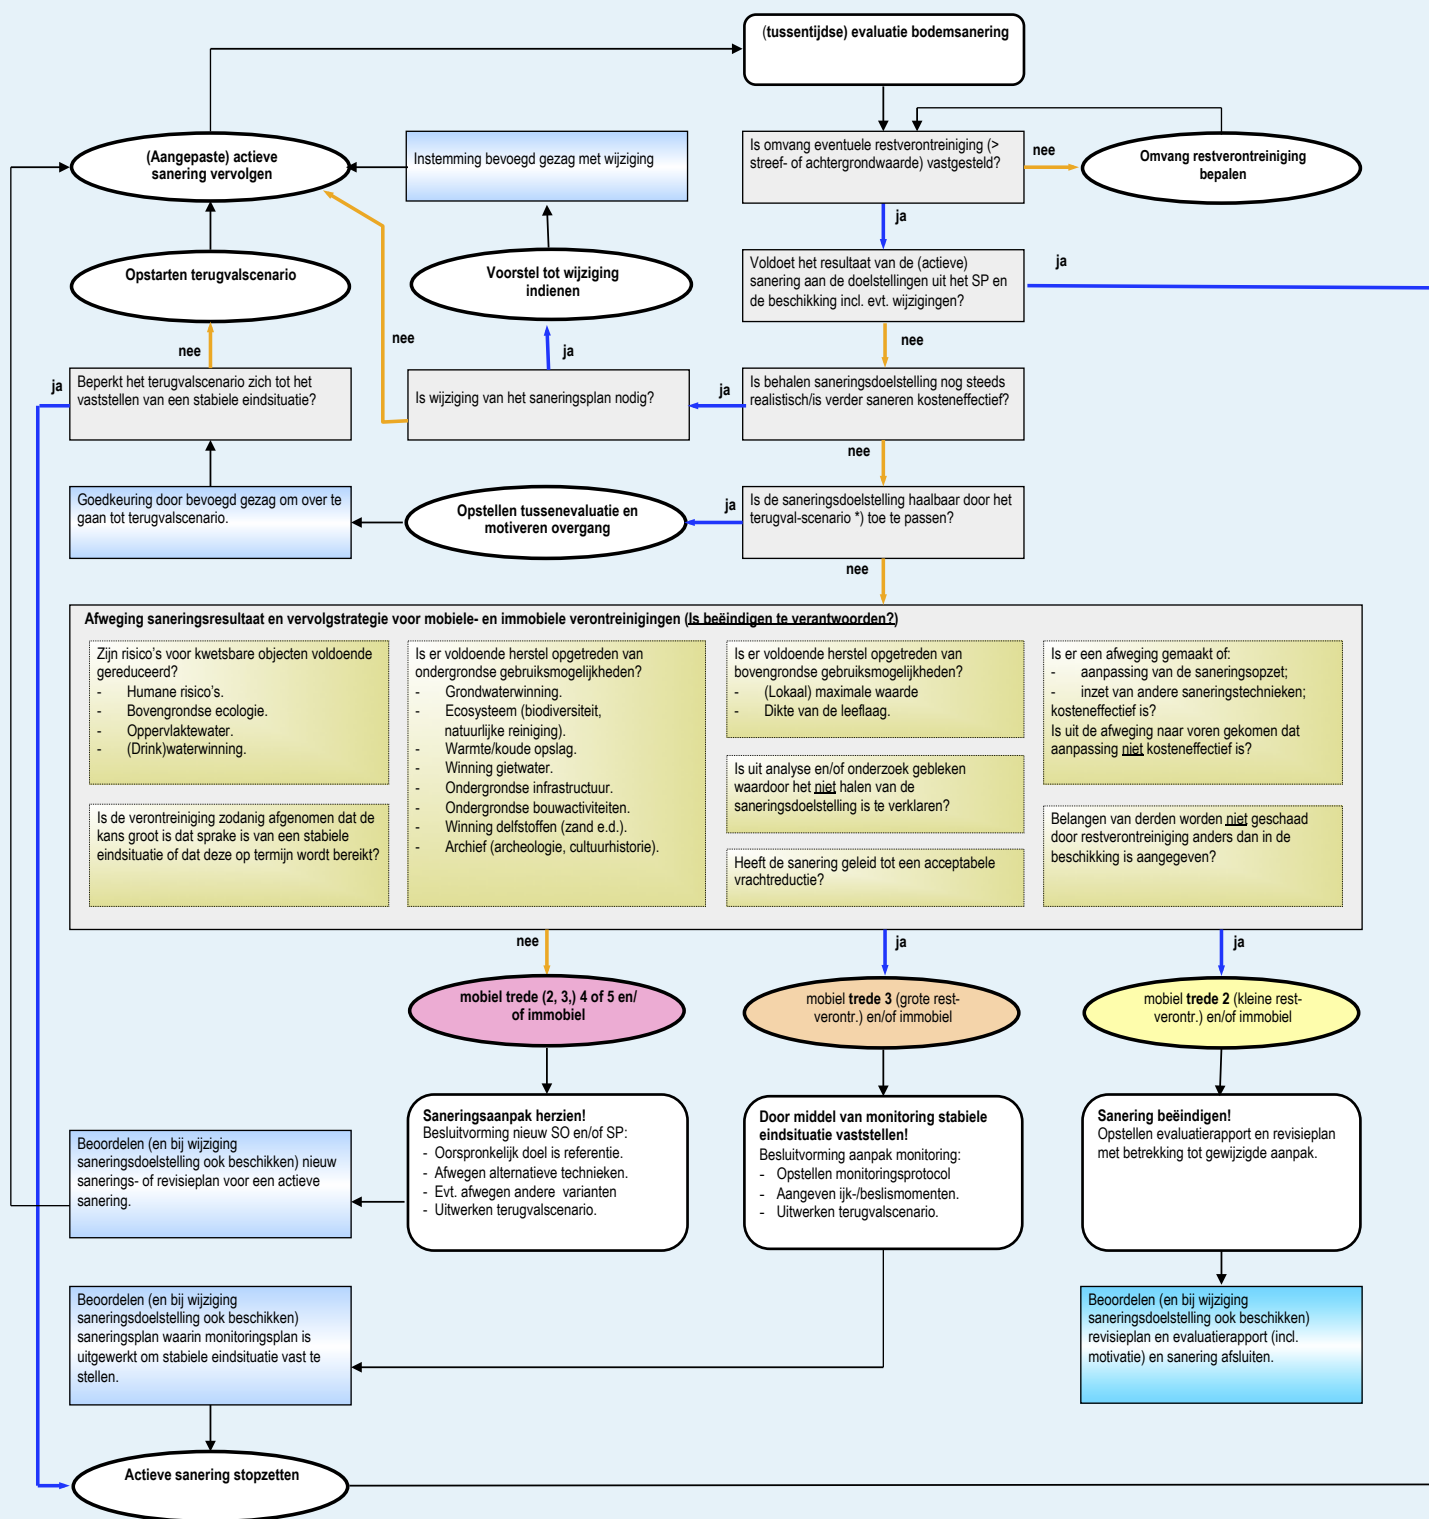 (tussentijdse) evaluatie bodemsanering
(Aangepaste) actieve
sanering vervolgen
Instemming bevoegd gezag met wijziging
Is omvang eventuele restverontreiniging (>
streef- of achtergrondwaarde) vastgesteld?
nee
Omvang restverontreiniging
bepalen
ja
Opstarten terugvalscenario
Voorstel tot wijziging
indienen
Voldoet het resultaat van de (actieve)
sanering aan de doelstellingen uit het SP en
de beschikking incl. evt. wijzigingen?
ja
nee
nee
ja
nee
ja
Beperkt het terugvalscenario zich tot het
vaststellen van een stabiele eindsituatie?
Is wijziging van het saneringsplan nodig?
ja
Is behalen saneringsdoelstelling nog steeds
realistisch/is verder saneren kosteneffectief?
nee
Goedkeuring door bevoegd gezag om over te
gaan tot terugvalscenario.
Opstellen tussenevaluatie en
motiveren overgang
ja
Is de saneringsdoelstelling haalbaar door het
terugval-scenario *) toe te passen?
nee
Afweging saneringsresultaat en vervolgstrategie voor mobiele- en immobiele verontreinigingen (Is beëindigen te verantwoorden?)
Zijn risico's voor kwetsbare objecten voldoende
gereduceerd?
- Humane risico's.
- Bovengrondse ecologie.
- Oppervlaktewater.
- (Drink)waterwinning.
Is de verontreiniging zodanig afgenomen dat de
kans groot is dat sprake is van een stabiele
eindsituatie of dat deze op termijn wordt bereikt?
Is er voldoende herstel opgetreden van
ondergrondse gebruiksmogelijkheden?
- Grondwaterwinning.
- Ecosysteem (biodiversiteit,
natuurlijke reiniging).
- Warmte/koude opslag.
- Winning gietwater.
- Ondergrondse infrastructuur.
- Ondergrondse bouwactiviteiten.
- Winning delfstoffen (zand e.d.).
- Archief (archeologie, cultuurhistorie).
Is er voldoende herstel opgetreden van
bovengrondse gebruiksmogelijkheden?
- (Lokaal) maximale waarde
- Dikte van de leeflaag.
Is uit analyse en/of onderzoek gebleken
waardoor het niet halen van de
saneringsdoelstelling is te verklaren?
Heeft de sanering geleid tot een acceptabele
vrachtreductie?
Is er een afweging gemaakt of:
- aanpassing van de saneringsopzet;
- inzet van andere saneringstechnieken;
kosteneffectief is?
Is uit de afweging naar voren gekomen dat
aanpassing niet kosteneffectief is?
Belangen van derden worden niet geschaad
door restverontreiniging anders dan in de
beschikking is aangegeven?
nee
ja
ja
mobiel trede (2, 3,) 4 of 5 en/
of immobiel
mobiel trede 3 (grote rest-
verontr.) en/of immobiel
mobiel trede 2 (kleine rest-
verontr.) en/of immobiel
Saneringsaanpak herzien!
Besluitvorming nieuw SO en/of SP:
- Oorspronkelijk doel is referentie.
- Afwegen alternatieve technieken.
- Evt. afwegen andere varianten
- Uitwerken terugvalscenario.
Door middel van monitoring stabiele
eindsituatie vaststellen!
Besluitvorming aanpak monitoring:
- Opstellen monitoringsprotocol
- Aangeven ijk-/beslismomenten.
- Uitwerken terugvalscenario.
Sanering beëindigen!
Opstellen evaluatierapport en revisieplan
met betrekking tot gewijzigde aanpak.
Beoordelen (en bij wijziging
saneringsdoelstelling ook beschikken) nieuw
sanerings- of revisieplan voor een actieve
sanering.
Beoordelen (en bij wijziging
saneringsdoelstelling ook beschikken)
saneringsplan waarin monitoringsplan is
uitgewerkt om stabiele eindsituatie vast te
stellen.
Beoordelen (en bij wijziging
saneringsdoelstelling ook beschikken)
revisieplan en evaluatierapport (incl.
motivatie) en sanering afsluiten.
Actieve sanering stopzetten